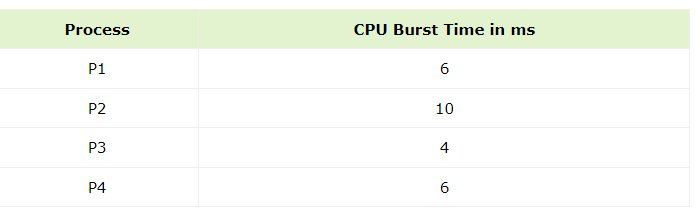 Process CPU Burst Time in ms
P1 6
P2 10
P3 4
P4 6